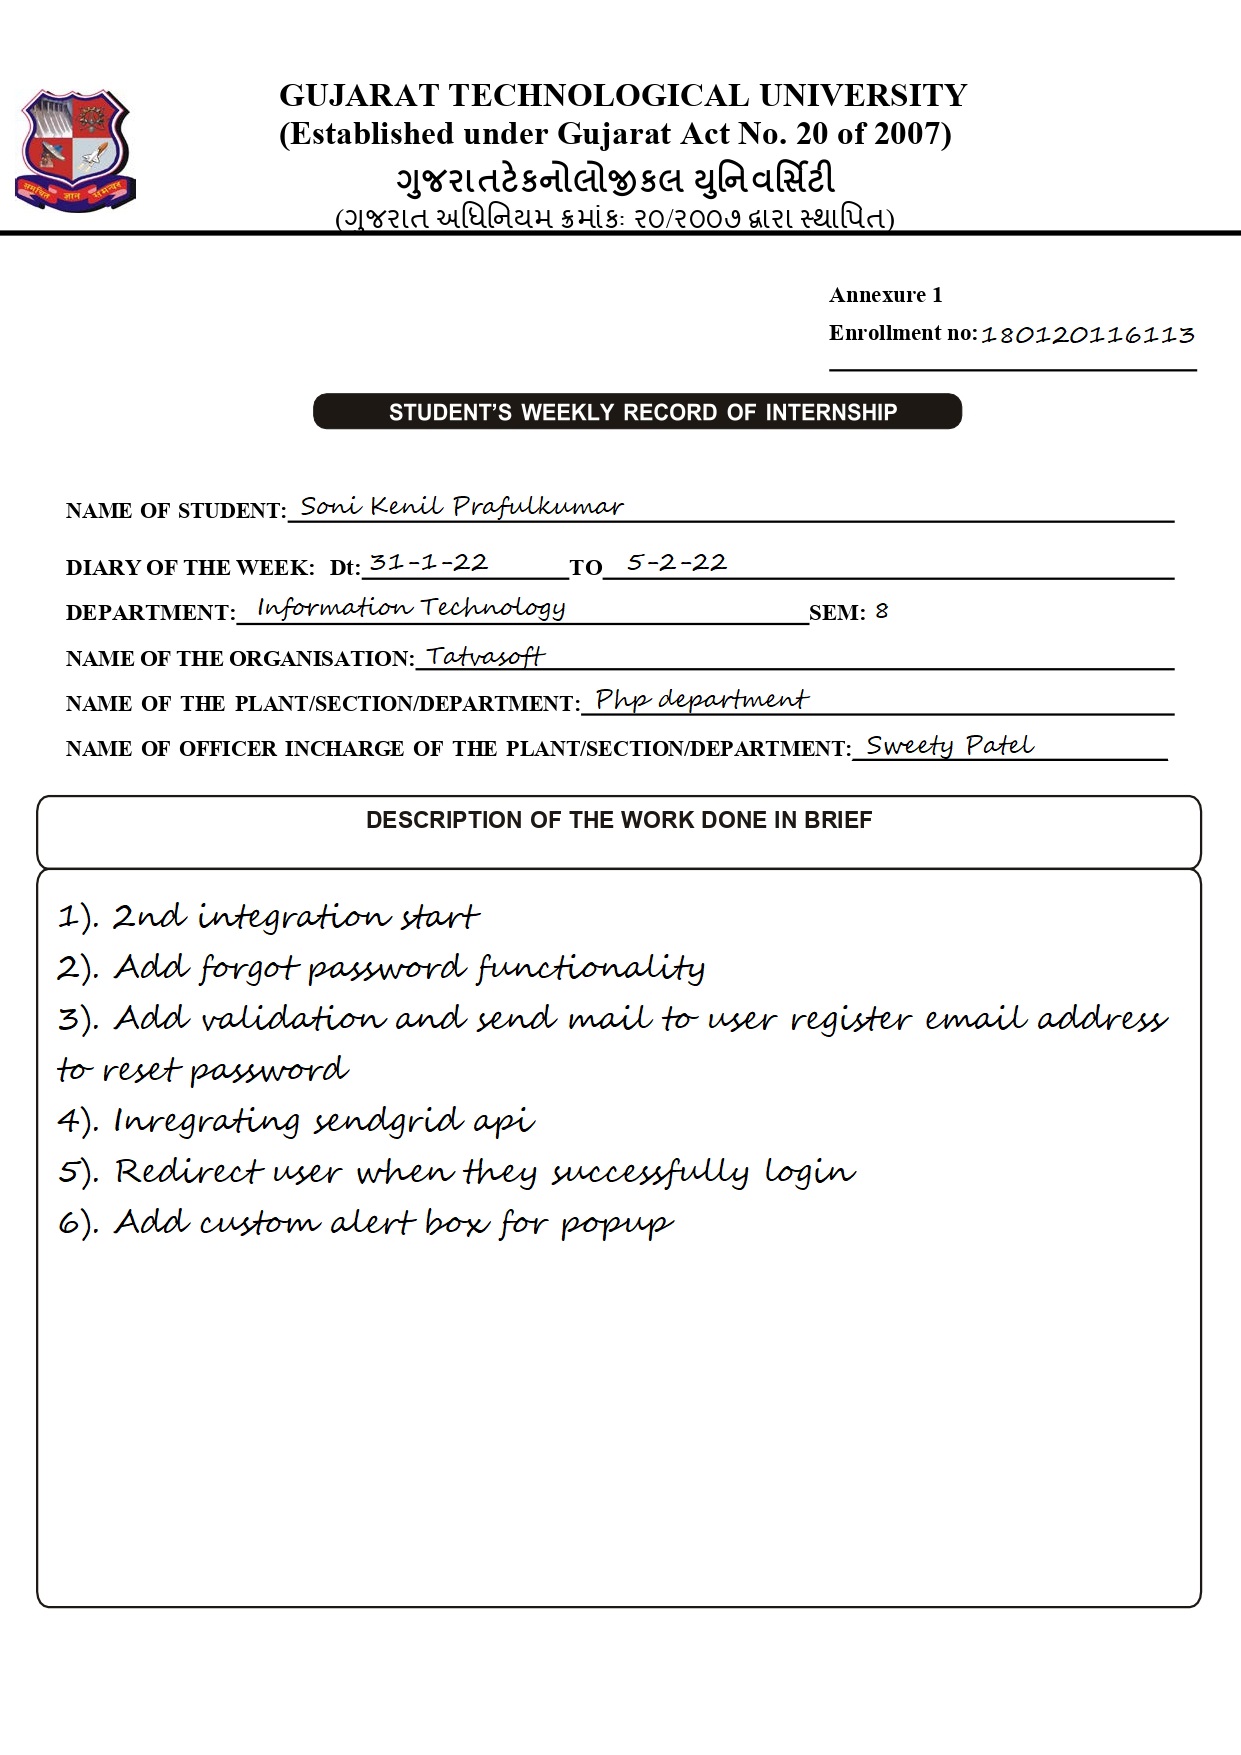 GUJARAT TECHNOLOGICAL UNIVERSITY
(Established under Gujarat Act No. 20 of 2007)
ગુજરાતટેકનોલોજીકલ યુનિવર્સિટી
(ગુજરાત અધિનિયમ ક્રમાંકઃ ૨૦/૨૦૦૭ દ્વારા સ્થાપિત)
समन्वित ज्ञान समन्वय
Annexure 1
Enrollment no: 180120116113
STUDENT'S WEEKLY RECORD OF INTERNSHIP
NAME OF STUDENT: Soni Kenil Prafulkumar
DIARY OF THE WEEK: Dt: 31-1-22 TO 5-2-22
DEPARTMENT: Information Technology SEM: 8
NAME OF THE ORGANISATION: Tatvasoft
NAME OF THE PLANT/SECTION/DEPARTMENT: Php department
NAME OF OFFICER INCHARGE OF THE PLANT/SECTION/DEPARTMENT: Sweety Patel
DESCRIPTION OF THE WORK DONE IN BRIEF
1). 2nd integration start
2). Add forgot password functionality
3). Add validation and send mail to user register email address
to reset password
4). Inregrating sendgrid api
5). Redirect user when they successfully login
6). Add custom alert box for popup